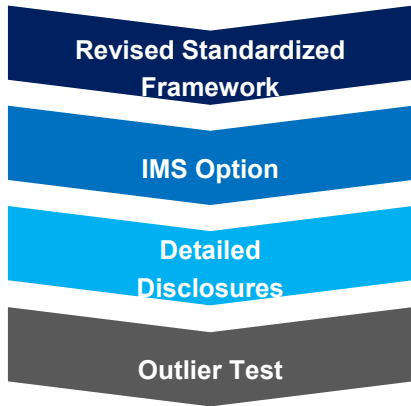 Revised Standardized
Framework
IMS Option
Detailed
Disclosures
Outlier Test